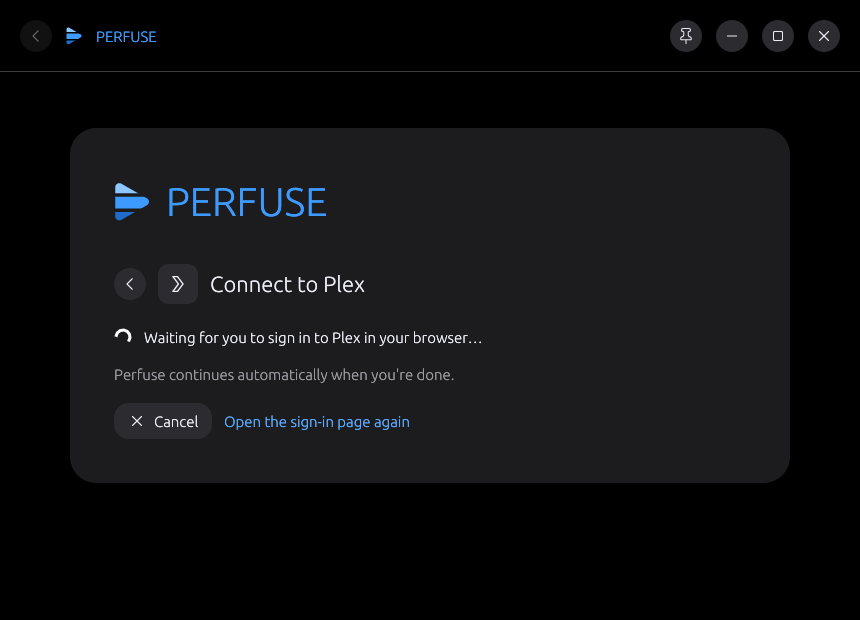 PERFUSE
PERFUSE
Connect to Plex
Waiting for you to sign in to Plex in your browser...
Perfuse continues automatically when you're done.
Cancel
Open the sign-in page again